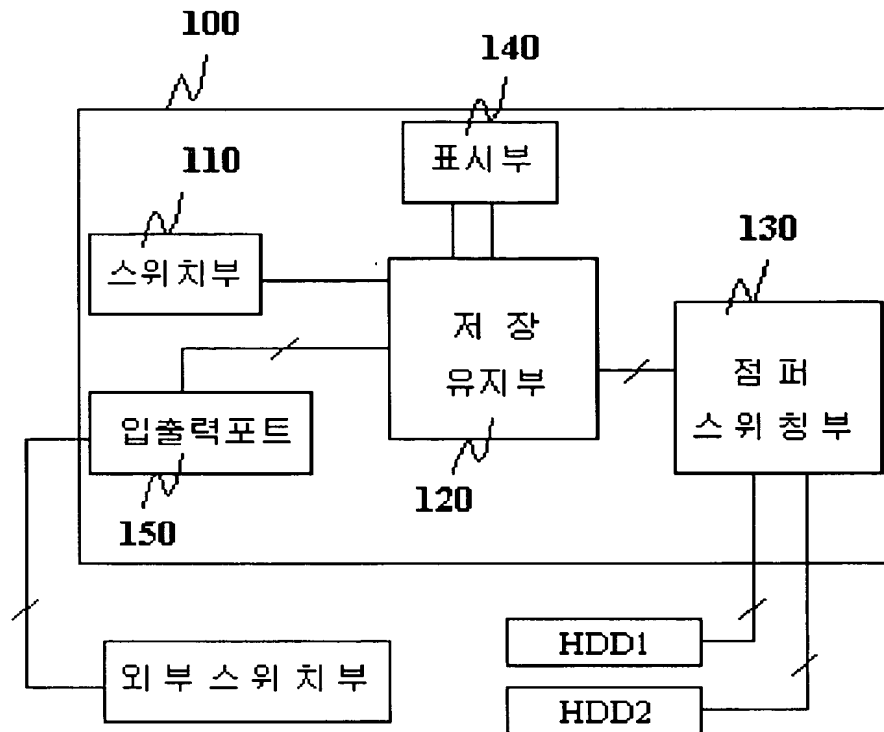 100
140
표시부
110
스위치부
130
저 장
유지부
점 퍼
스위칭부
입출력포트
120
150
외부스위치부
HDD1
HDD2